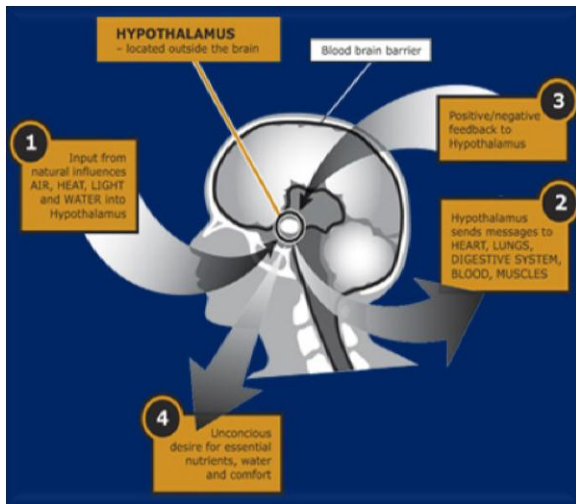 HYPOTHALAMUS
– located outside the brain
Blood brain barrier
1
Input from
natural influences
AIR, HEAT, LIGHT
and WATER into
Hypothalamus
3
Positive/negative
feedback to
Hypothalamus
2
Hypothalamus
sends messages to
HEART, LUNGS,
DIGESTIVE SYSTEM,
BLOOD, MUSCLES
4
Unconcious
desire for essential
nutrients, water
and comfort